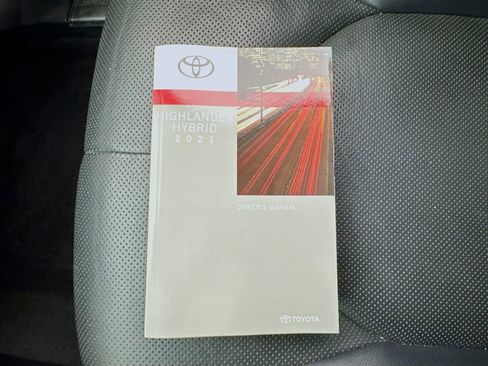 HIGHLANDER
HYBRID
2021
OWNER'S MANUAL
TOYOTA